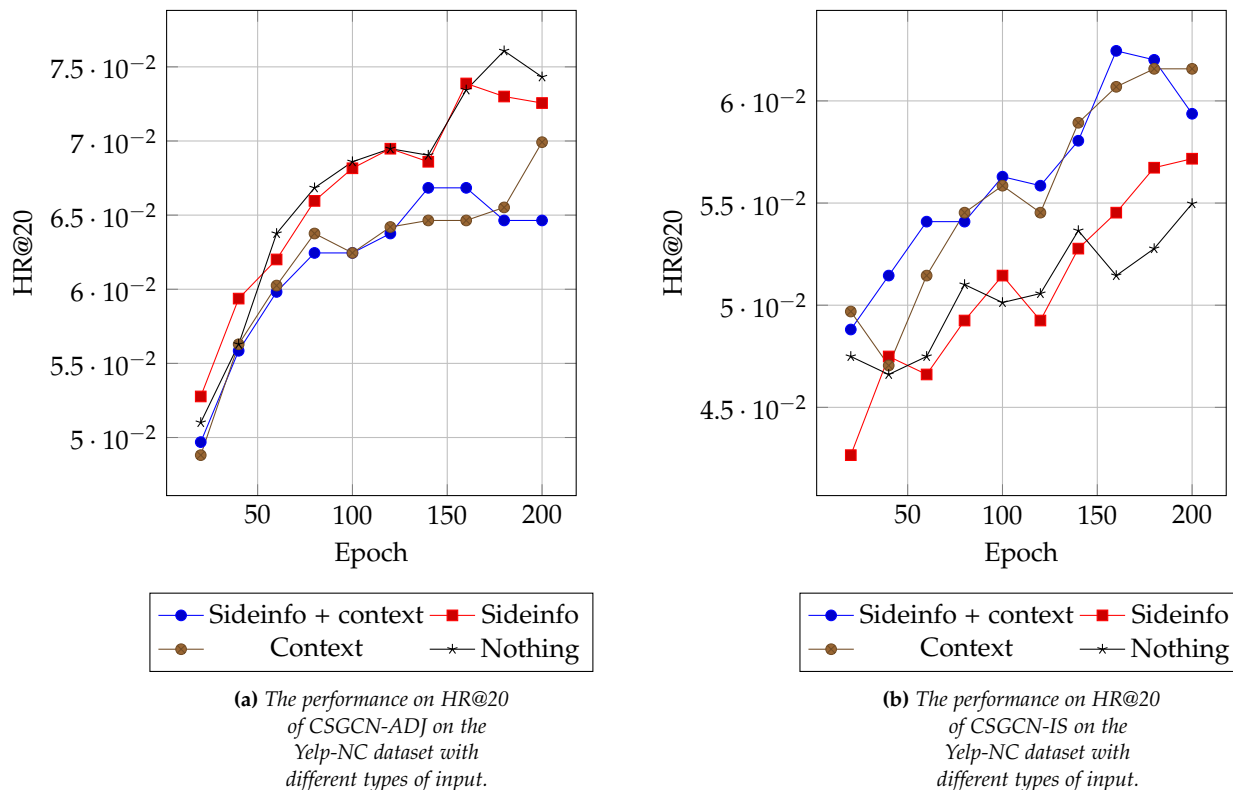 7.5 · 10⁻²
7 · 10⁻²
6.5 · 10⁻²
6 · 10⁻²
5.5 · 10⁻²
5 · 10⁻²
HR@20
50 100 150 200
Epoch
Sideinfo + context Sideinfo
Context Nothing
(a) The performance on HR@20
of CSGCN-ADJ on the
Yelp-NC dataset with
different types of input.
6 · 10⁻²
5.5 · 10⁻²
5 · 10⁻²
4.5 · 10⁻²
HR@20
50 100 150 200
Epoch
Sideinfo + context Sideinfo
Context Nothing
(b) The performance on HR@20
of CSGCN-IS on the
Yelp-NC dataset with
different types of input.